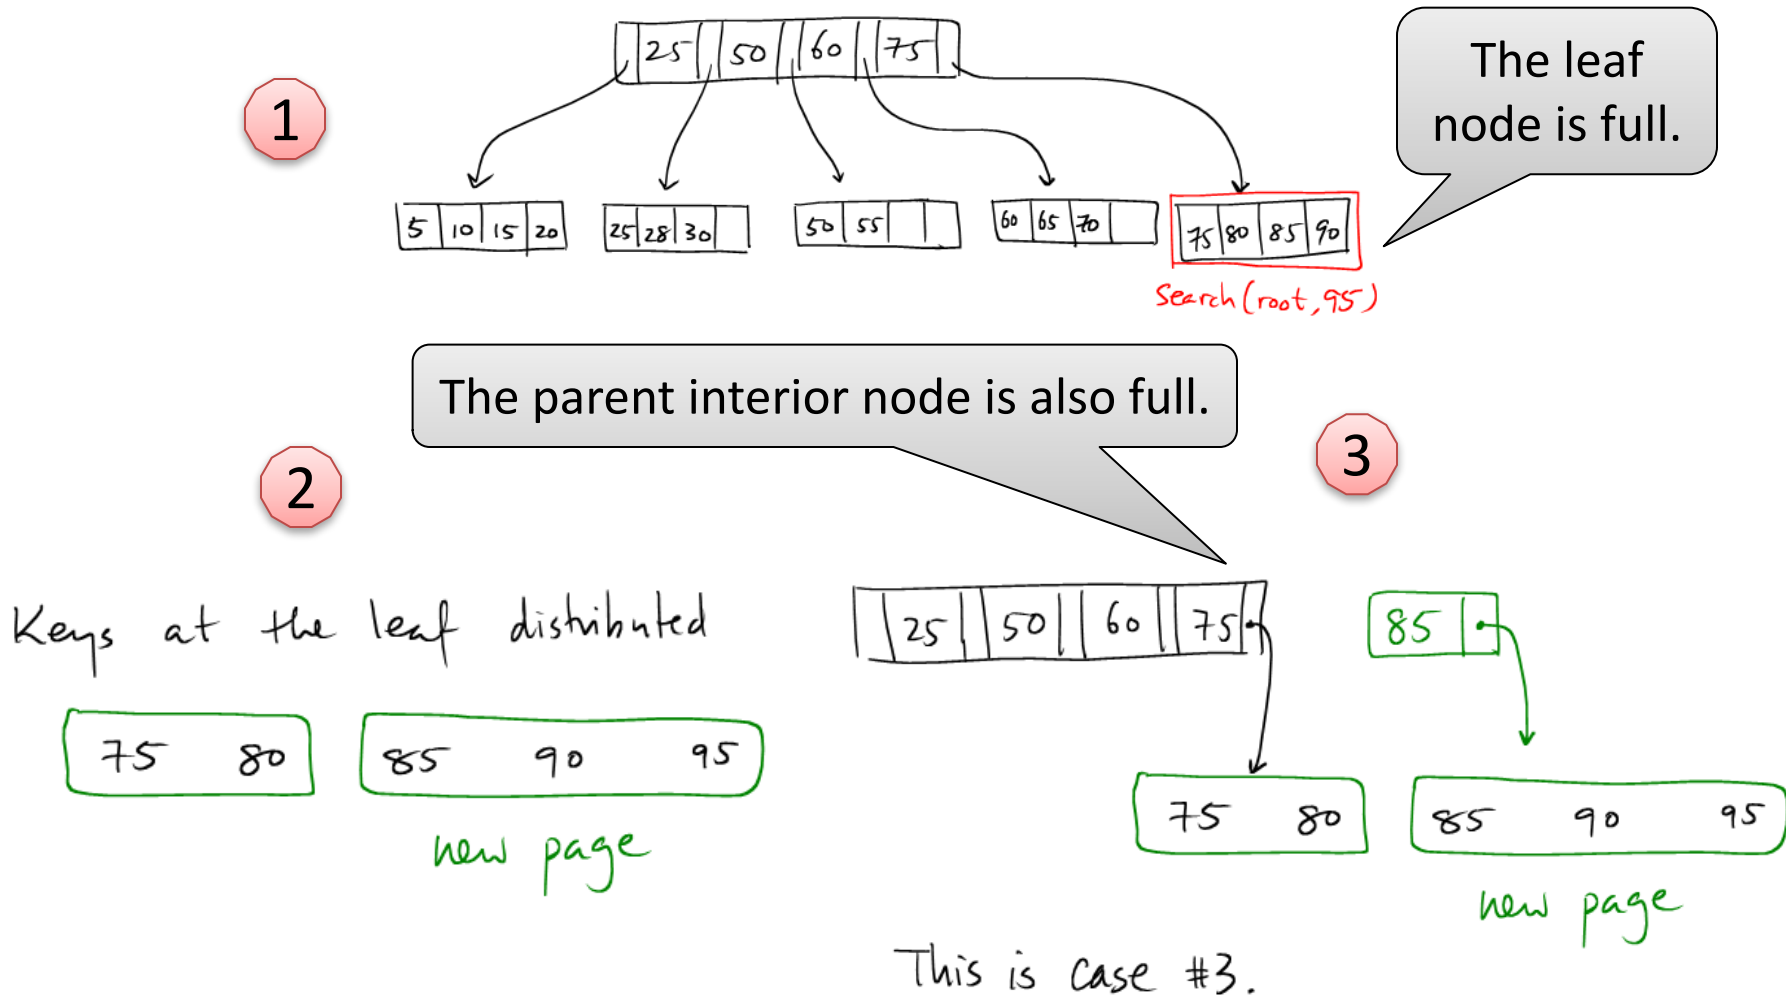 25 50 60 75
The leaf
node is full.
1
5 10 15 20 25 28 30 50 55 60 65 70 75 80 85 90
Search(root, 95)
The parent interior node is also full.
2
3
Keys at the leaf distributed
75 80 85 90 95
new page
25 50 60 75 85
75 80 85 90 95
new page
This is case #3.